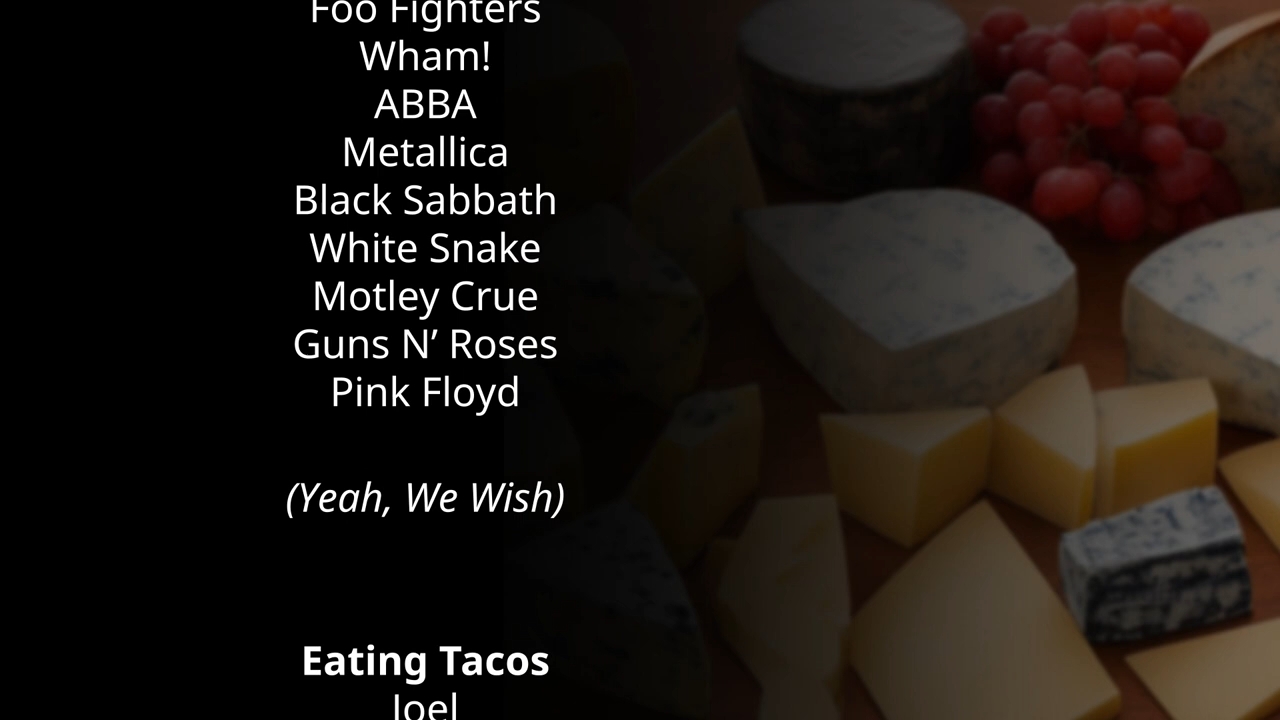 Foo Fighters
Wham!
ABBA
Metallica
Black Sabbath
White Snake
Motley Crue
Guns N’ Roses
Pink Floyd
(Yeah, We Wish)
Eating Tacos
Joel